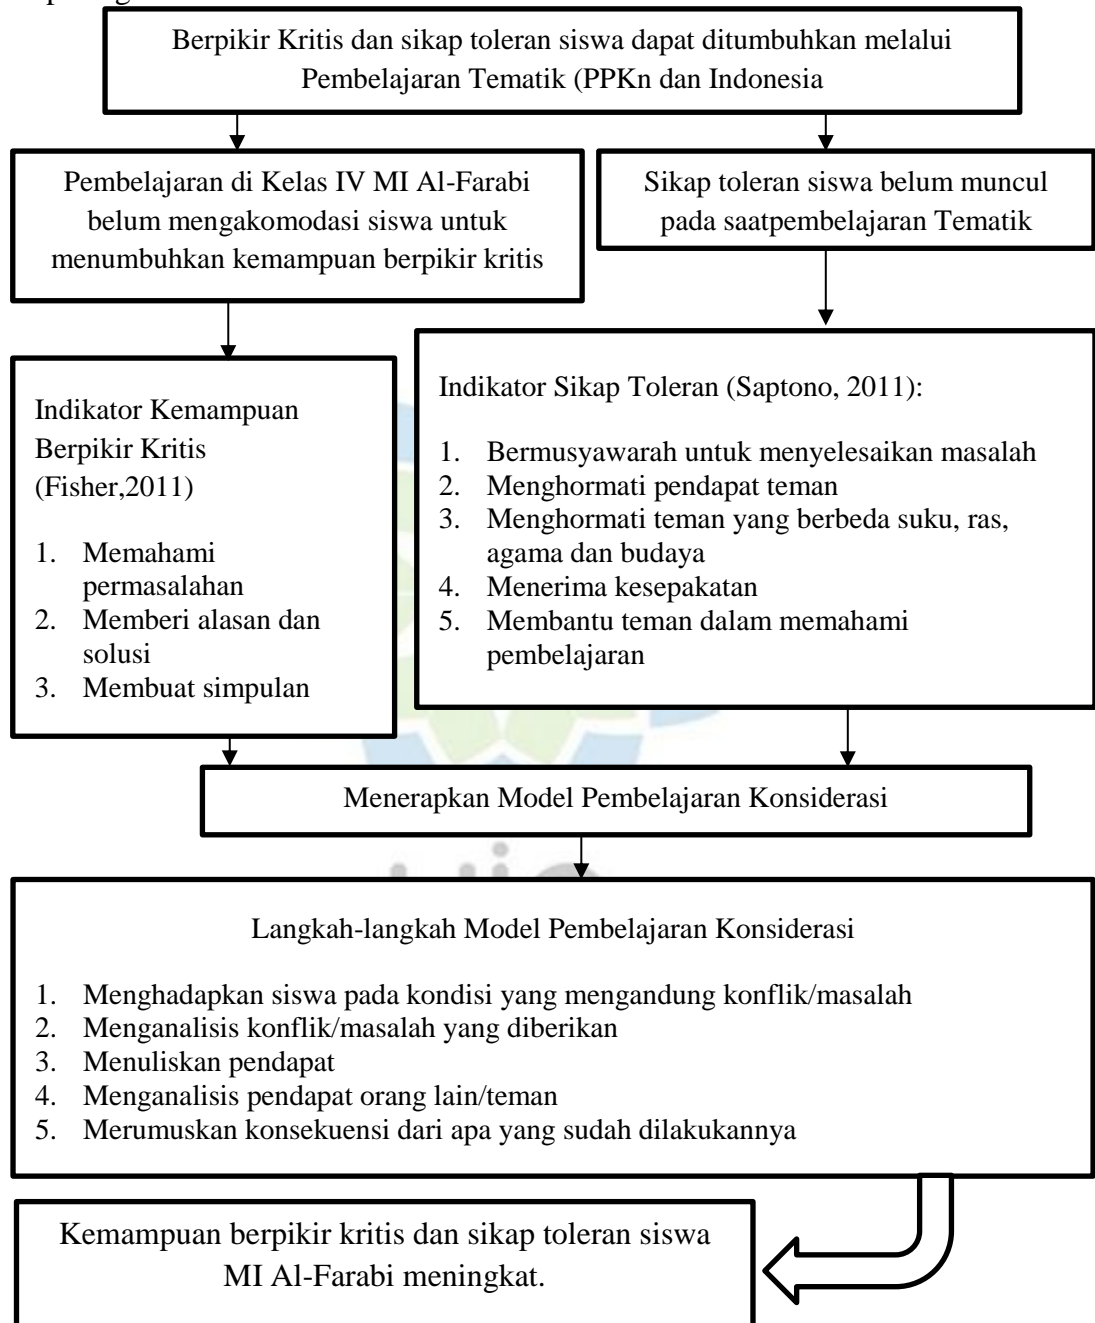 Berpikir Kritis dan sikap toleran siswa dapat ditumbuhkan melalui
Pembelajaran Tematik (PPKn dan Indonesia
Pembelajaran di Kelas IV MI Al-Farabi
belum mengakomodasi siswa untuk
menumbuhkan kemampuan berpikir kritis
Sikap toleran siswa belum muncul
pada saatpembelajaran Tematik
Indikator Kemampuan
Berpikir Kritis
(Fisher,2011)
1. Memahami
permasalahan
2. Memberi alasan dan
solusi
3. Membuat simpulan
Indikator Sikap Toleran (Saptono, 2011):
1. Bermusyawarah untuk menyelesaikan masalah
2. Menghormati pendapat teman
3. Menghormati teman yang berbeda suku, ras,
agama dan budaya
4. Menerima kesepakatan
5. Membantu teman dalam memahami
pembelajaran
Menerapkan Model Pembelajaran Konsiderasi
Langkah-langkah Model Pembelajaran Konsiderasi
1. Menghadapkan siswa pada kondisi yang mengandung konflik/masalah
2. Menganalisis konflik/masalah yang diberikan
3. Menuliskan pendapat
4. Menganalisis pendapat orang lain/teman
5. Merumuskan konsekuensi dari apa yang sudah dilakukannya
Kemampuan berpikir kritis dan sikap toleran siswa
MI Al-Farabi meningkat.